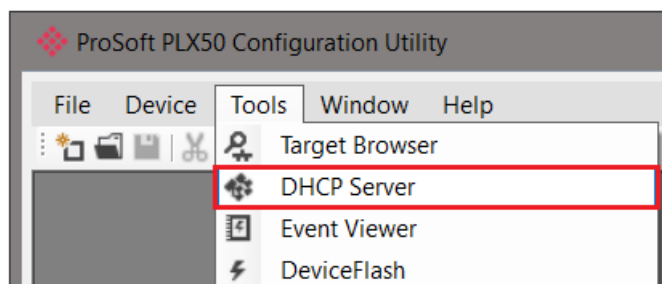 ProSoft PLX50 Configuration Utility
File Device Tools Window Help
Target Browser
DHCP Server
Event Viewer
DeviceFlash